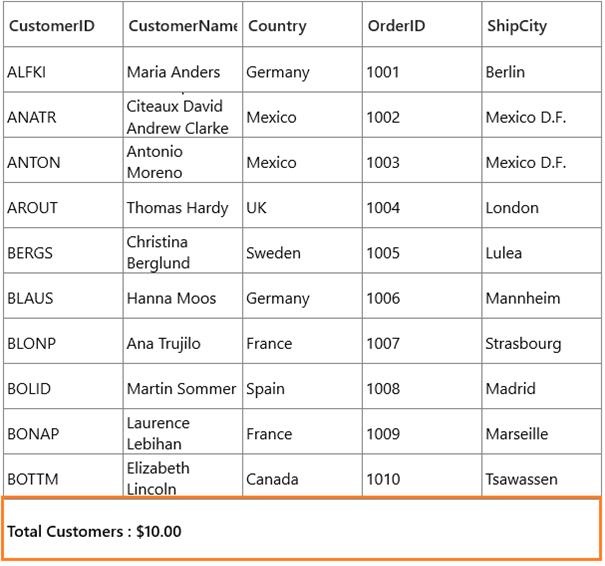 CustomerID CustomerName Country OrderID ShipCity
ALFKI Maria Anders Germany 1001 Berlin
ANATR Citeaux David Andrew Clarke Mexico 1002 Mexico D.F.
ANTON Antonio Moreno Mexico 1003 Mexico D.F.
AROUT Thomas Hardy UK 1004 London
BERGS Christina Berglund Sweden 1005 Lulea
BLAUS Hanna Moos Germany 1006 Mannheim
BLONP Ana Trujilo France 1007 Strasbourg
BOLID Martin Sommer Spain 1008 Madrid
BONAP Laurence Lebihan France 1009 Marseille
BOTTM Elizabeth Lincoln Canada 1010 Tsawassen
Total Customers : $10.00